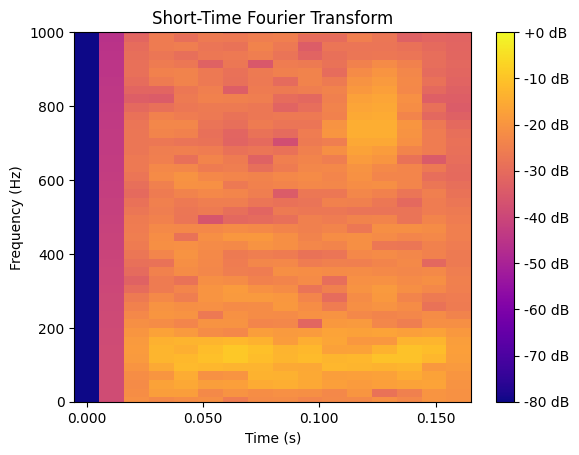 Short-Time Fourier Transform
Frequency (Hz)
1000
800
600
400
200
0
0.000
0.050
0.100
0.150
Time (s)
+0 dB
-10 dB
-20 dB
-30 dB
-40 dB
-50 dB
-60 dB
-70 dB
-80 dB